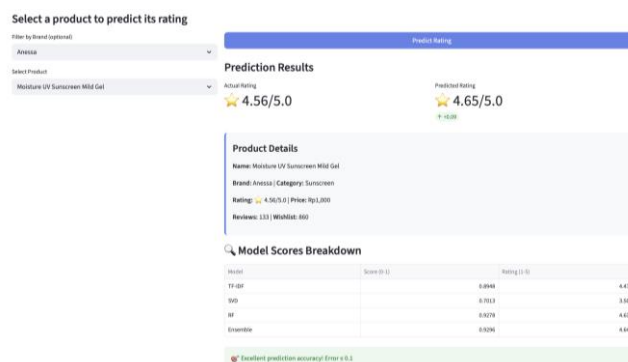 Select a product to predict its rating
Filter by Brand (optional)
Anessa
Select Product
Moisture UV Sunscreen Mild Gel
Predict Rating
Prediction Results
Actual Rating
⭐ 4.56/5.0
Predicted Rating
⭐ 4.65/5.0
Product Details
Name: Moisture UV Sunscreen Mild Gel
Brand: Anessa | Category: Sunscreen
Rating: ⭐ 4.56/5.0 | Price: Rp1,000
Reviews: 133 | Wishlist: 860
🔍 Model Scores Breakdown
Model Score (0-1) Rating (1-5)
TF-IDF 0.8948
SVD 0.7013
RF 0.9278
Ensemble 0.9296
🎯 Excellent prediction accuracy! Error ≤ 0.1